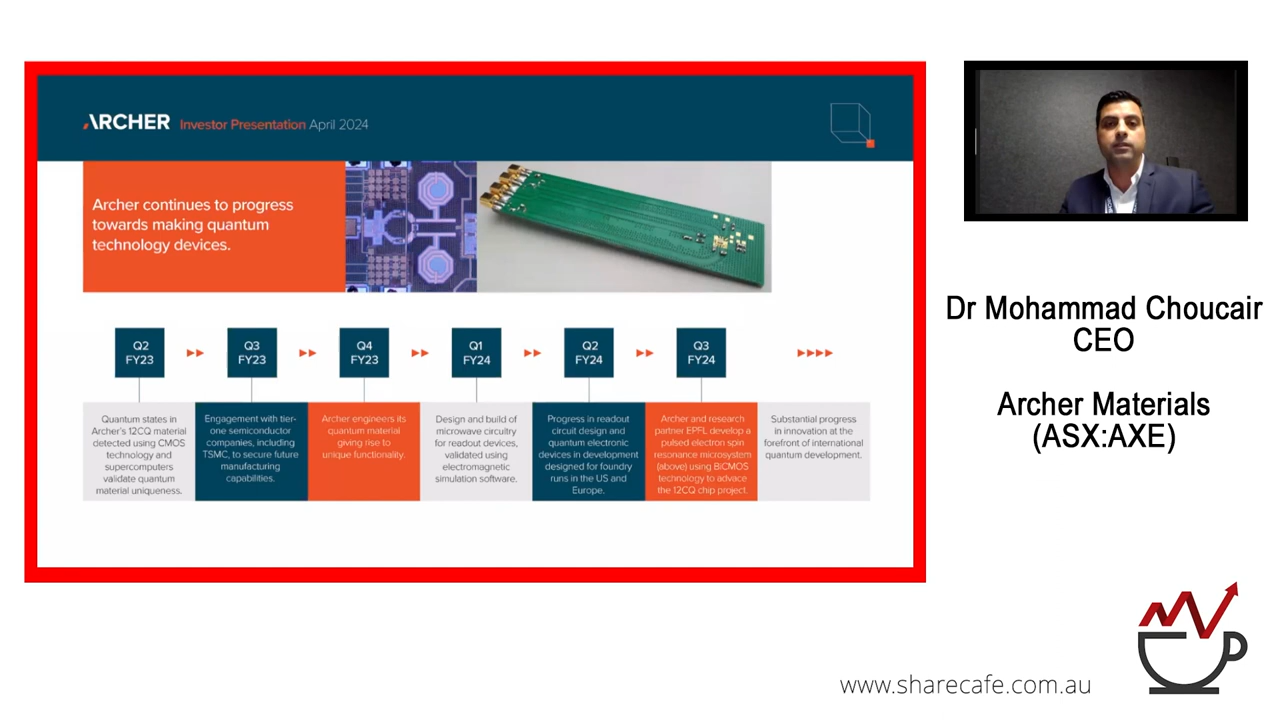 ARCHER Investor Presentation April 2024
Archer continues to progress
towards making quantum
technology devices.
Q2
FY23
Q3
FY23
Q4
FY23
Q1
FY24
Q2
FY24
Q3
FY24
Quantum states in
Archer's 12CQ material
detected using CMOS
technology and
supercomputers
validate quantum
material uniqueness.
Engagement with tier-
one semiconductor
companies, including
TSMC, to secure future
manufacturing
capabilities.
Archer engineers its
quantum material
giving rise to
unique functionality.
Design and build of
microwave circuitry
for readout devices,
validated using
electromagnetic
simulation software.
Progress in readout
circuit design and
quantum electronic
devices in development
designed for foundry
runs in the US and
Europe.
Archer and research
partner EPFL develop a
pulsed electron spin
resonance microsystem
(above) using BiCMOS
technology to advace
the 12CQ chip project.
Substantial progress
in innovation at the
forefront of international
quantum development.
Dr Mohammad Choucair
CEO
Archer Materials
(ASX:AXE)
www.sharecafe.com.au